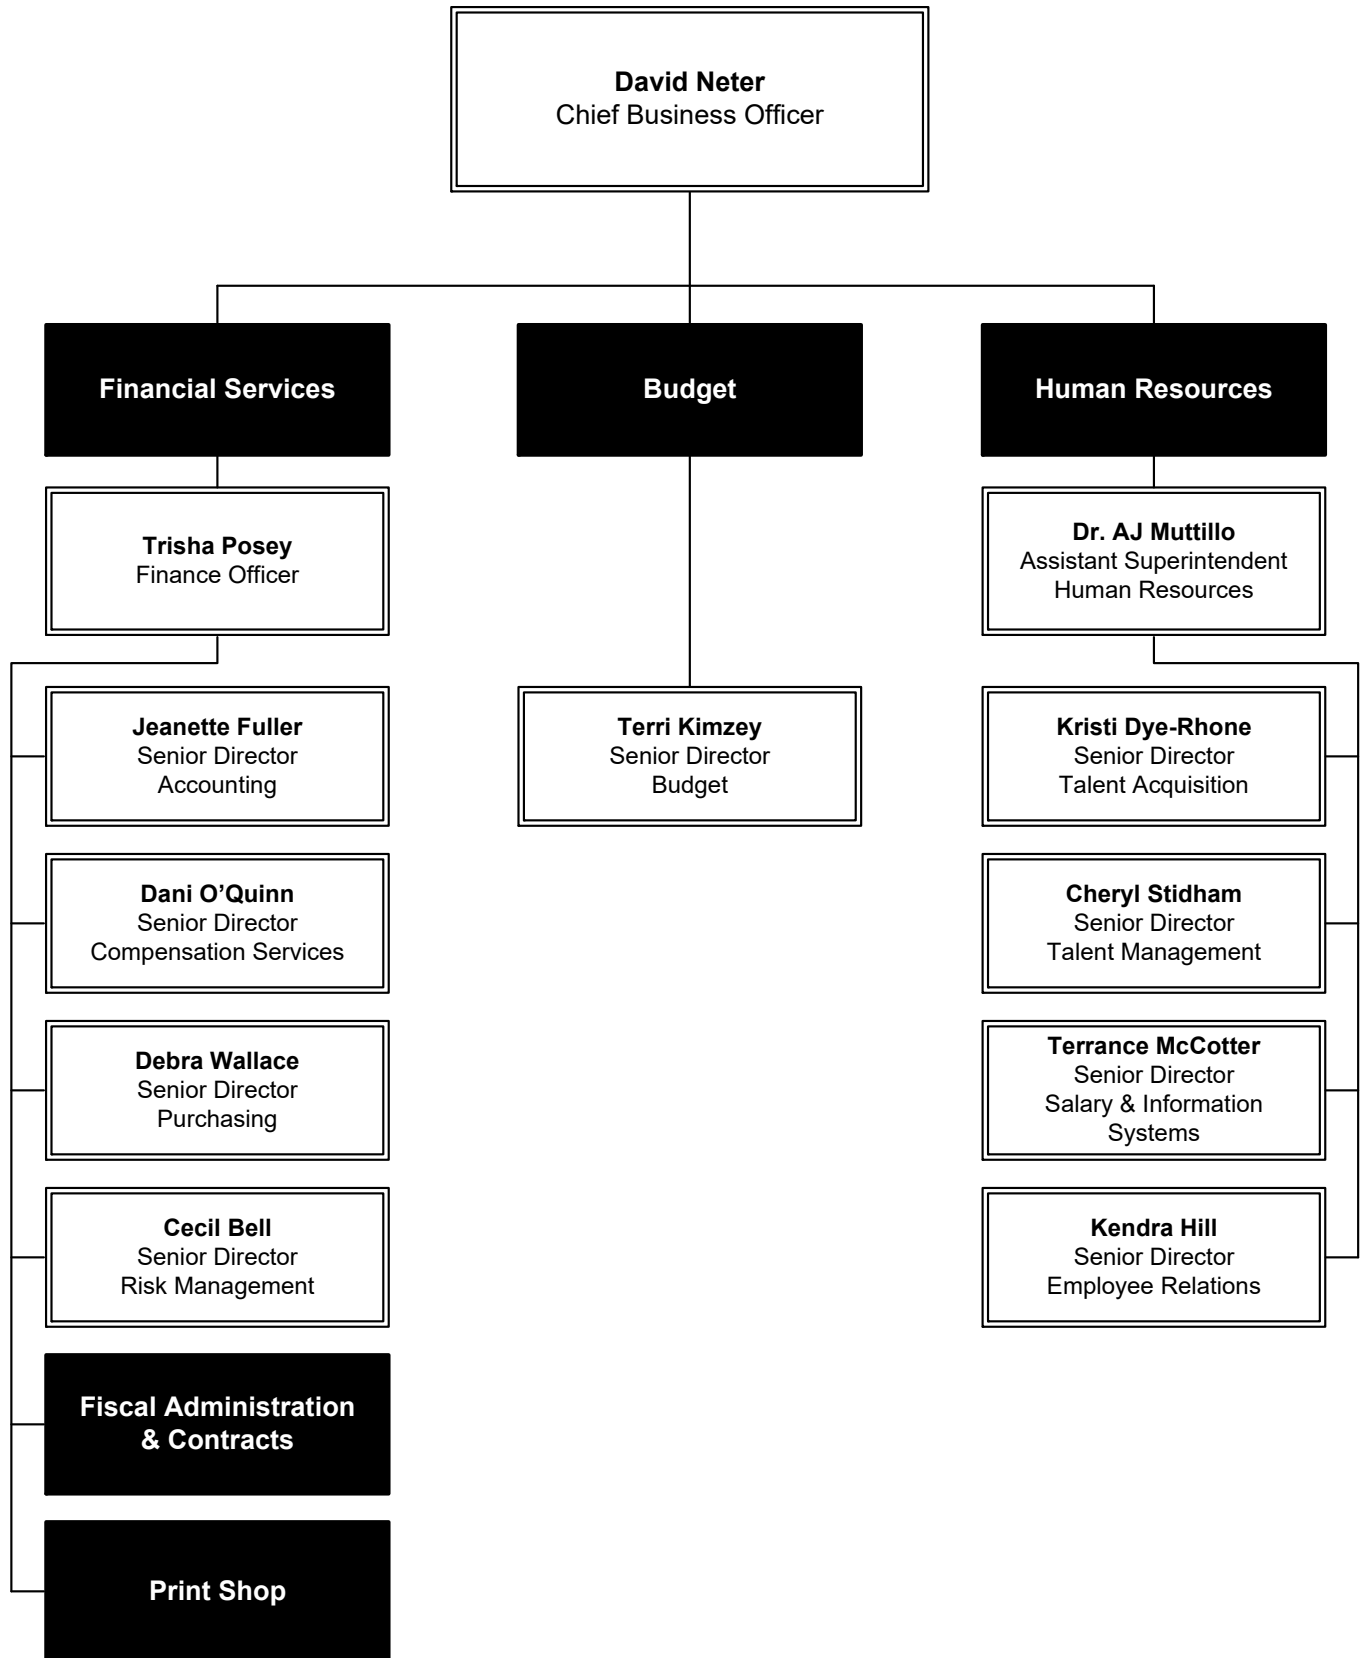 David Neter
Chief Business Officer
Financial Services
Budget
Human Resources
Trisha Posey
Finance Officer
Dr. AJ Muttillo
Assistant Superintendent
Human Resources
Jeanette Fuller
Senior Director
Accounting
Terri Kimzey
Senior Director
Budget
Kristi Dye-Rhone
Senior Director
Talent Acquisition
Dani O’Quinn
Senior Director
Compensation Services
Cheryl Stidham
Senior Director
Talent Management
Debra Wallace
Senior Director
Purchasing
Terrance McCotter
Senior Director
Salary & Information
Systems
Cecil Bell
Senior Director
Risk Management
Kendra Hill
Senior Director
Employee Relations
Fiscal Administration
& Contracts
Print Shop